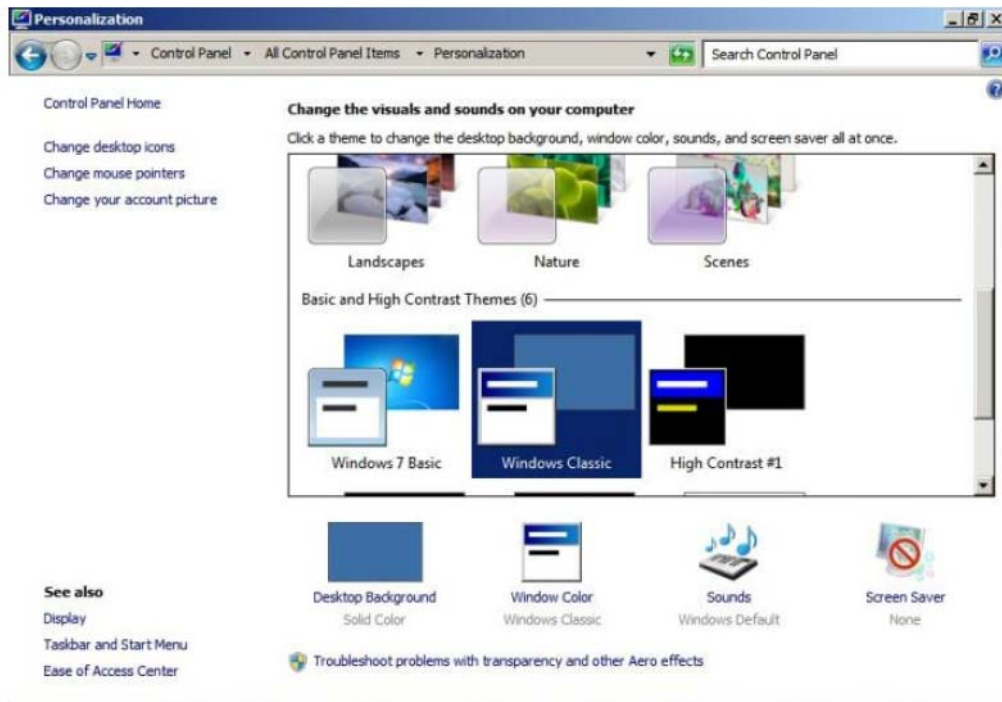 Personalization
Control Panel
All Control Panel Items
Personalization
Search Control Panel
Control Panel Home
Change desktop icons
Change mouse pointers
Change your account picture
See also
Display
Taskbar and Start Menu
Ease of Access Center
Change the visuals and sounds on your computer
Click a theme to change the desktop background, window color, sounds, and screen saver all at once.
Landscapes
Nature
Scenes
Basic and High Contrast Themes (6)
Windows 7 Basic
Windows Classic
High Contrast #1
Desktop Background
Solid Color
Window Color
Windows Classic
Sounds
Windows Default
Screen Saver
None
Troubleshoot problems with transparency and other Aero effects